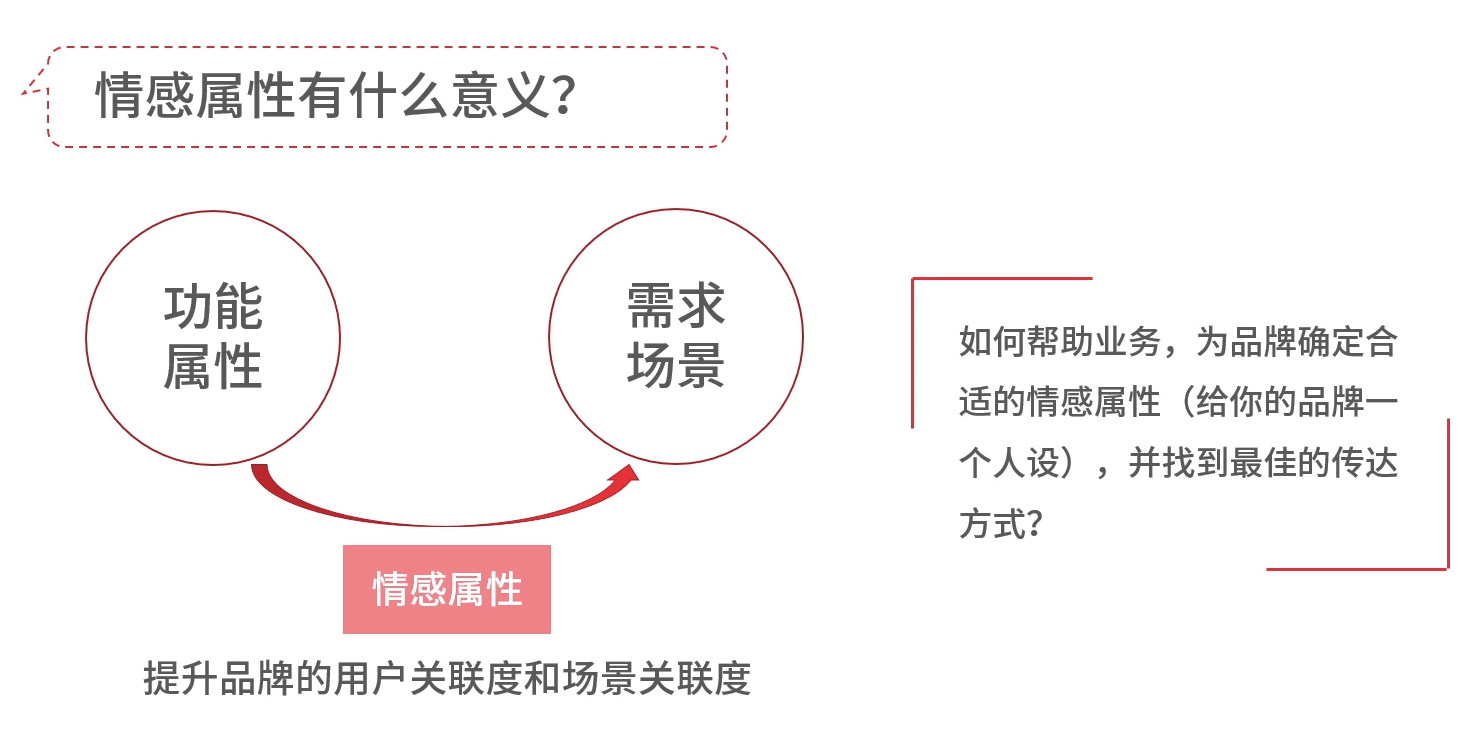 情感属性有什么意义?
功能
属性
需求
场景
情感属性
提升品牌的用户关联度和场景关联度
如何帮助业务，为品牌确定合
适的情感属性（给你的品牌一
个人设），并找到最佳的传达
方式?